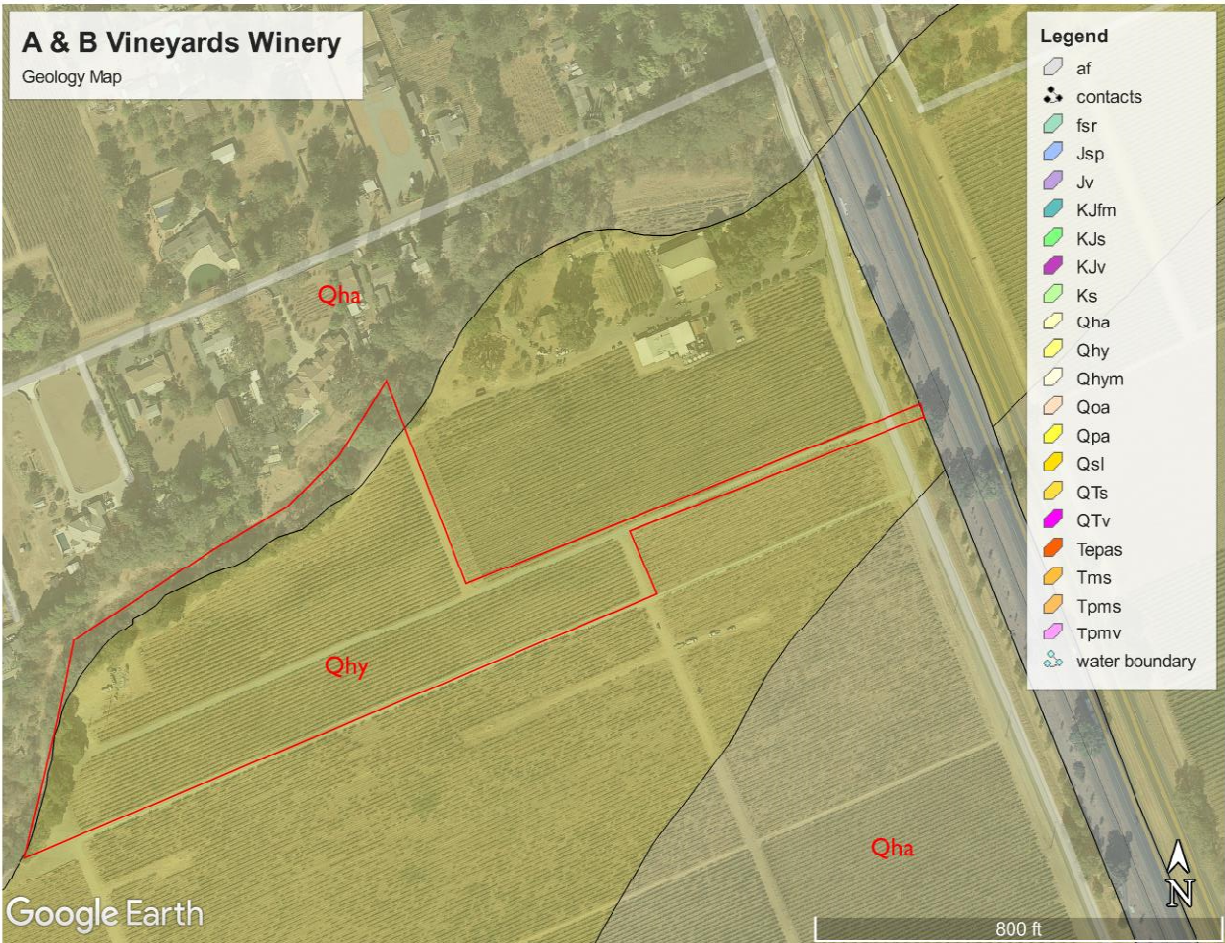 A & B Vineyards Winery
Geology Map
Legend
af
contacts
fsr
Jsp
Jv
KJfm
KJs
KJv
Ks
Qha
Qhy
Qhym
Qoa
Qpa
Qsl
QTs
QTv
Tepas
Tms
Tpms
Tpmv
water boundary
Qha
Qhy
Qha
N
Google Earth
800 ft